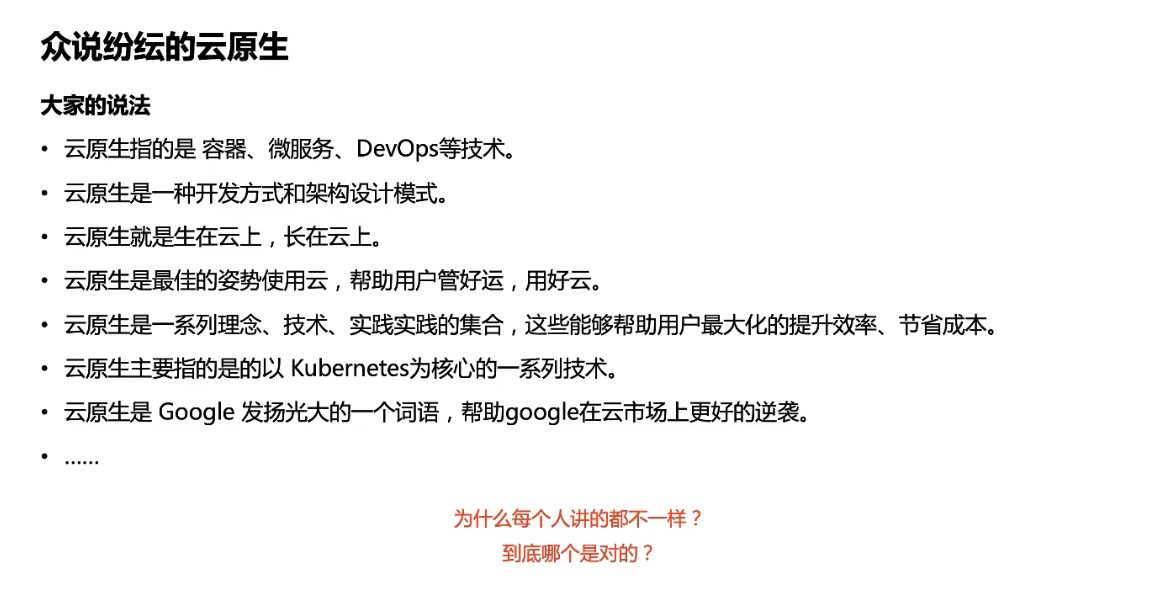 众说纷纭的云原生
大家的说法
• 云原生指的是 容器、微服务、DevOps等技术。
• 云原生是一种开发方式和架构设计模式。
• 云原生就是生在云上，长在云上。
• 云原生是最佳的姿势使用云，帮助用户管好运，用好云。
• 云原生是一系列理念、技术、实践实践的集合，这些能够帮助用户最大化的提升效率、节省成本。
• 云原生主要指的是的以 Kubernetes为核心的一系列技术。
• 云原生是 Google 发扬光大的一个词语，帮助google在云市场上更好的逆袭。
• ……
为什么每个人讲的都不一样？
到底哪个是对的？